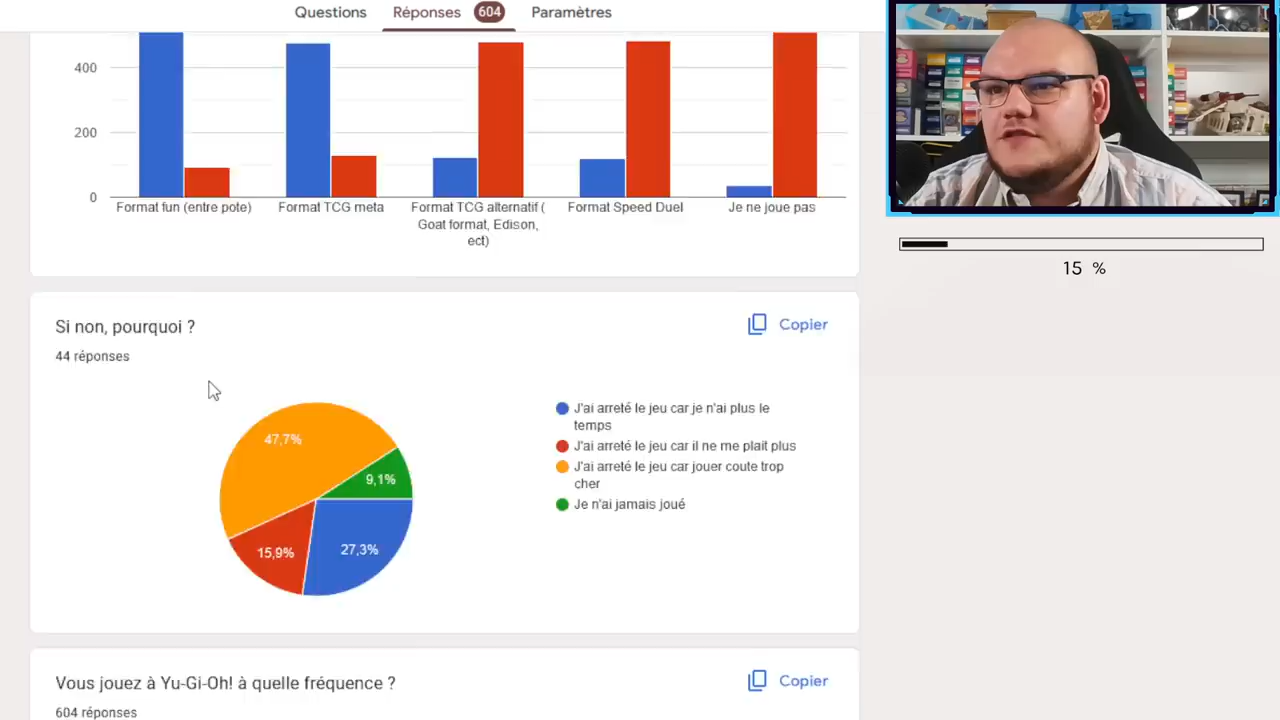 Questions
Réponses
604
Paramètres
400
200
0
Format fun (entre pote)
Format TCG meta
Format TCG alternatif (
Goat format, Edison,
ect)
Format Speed Duel
Je ne joue pas
15 %
Si non, pourquoi ?
Copier
44 réponses
47,7%
9,1%
15,9%
27,3%
J'ai arreté le jeu car je n'ai plus le
temps
J'ai arreté le jeu car il ne me plait plus
J'ai arreté le jeu car jouer coute trop
cher
Je n'ai jamais joué
Vous jouez à Yu-Gi-Oh! à quelle fréquence ?
Copier
604 réponses